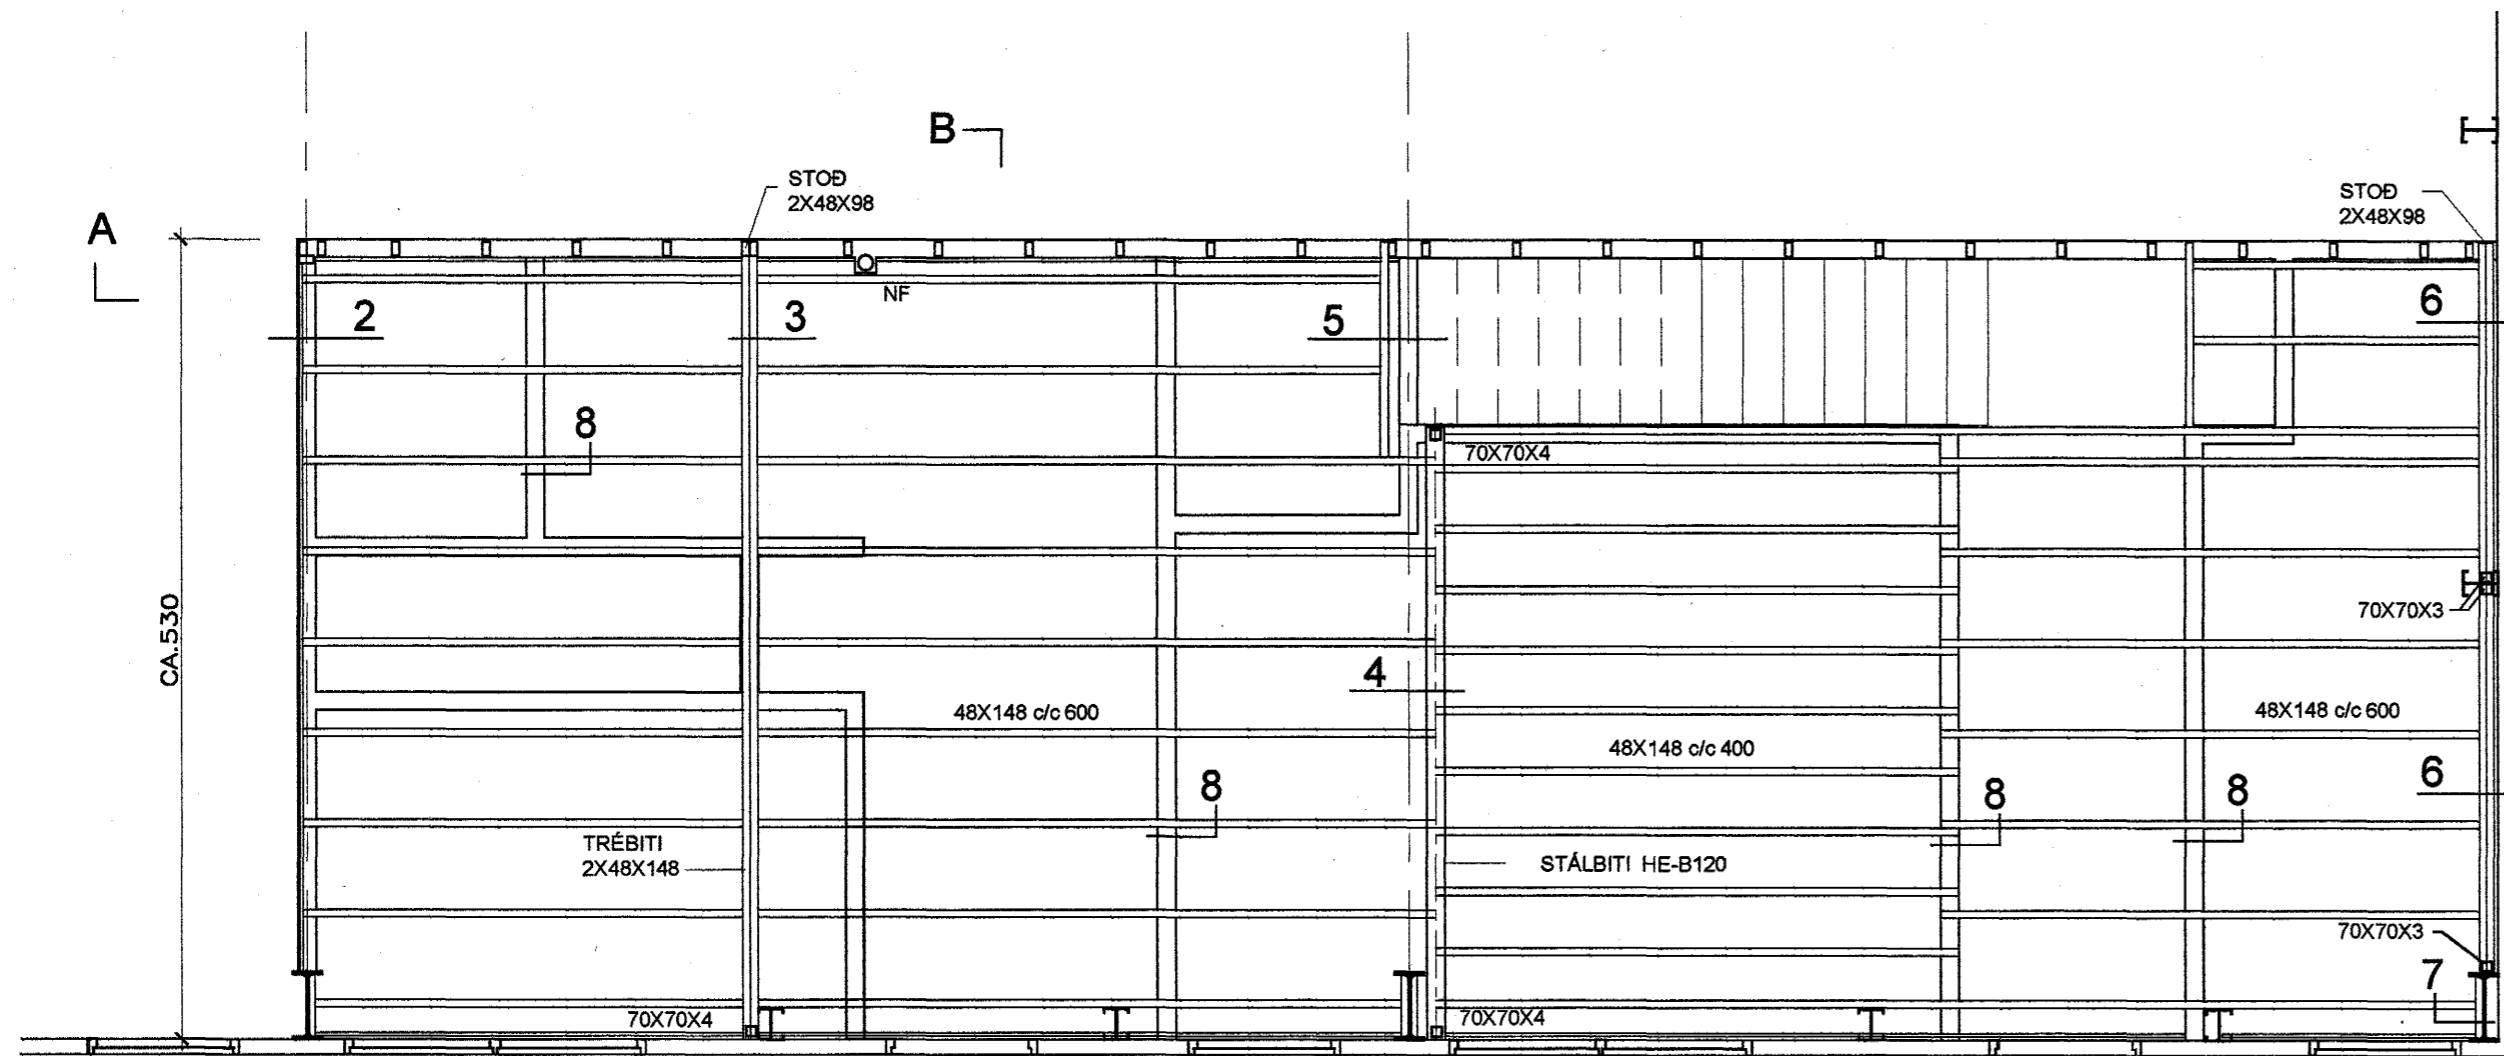 B
STOÐ
2X48X98
STOÐ
2X48X98
A
NF
2
3
5
6
8
70X70X4
CA.530
70X70X3
4
48X148 c/c 600
48X148 c/c 600
48X148 c/c 400
6
8
8
8
TRÉBITI
2X48X148
STÁLBITI HE-B120
70X70X3
7
70X70X4
70X70X4